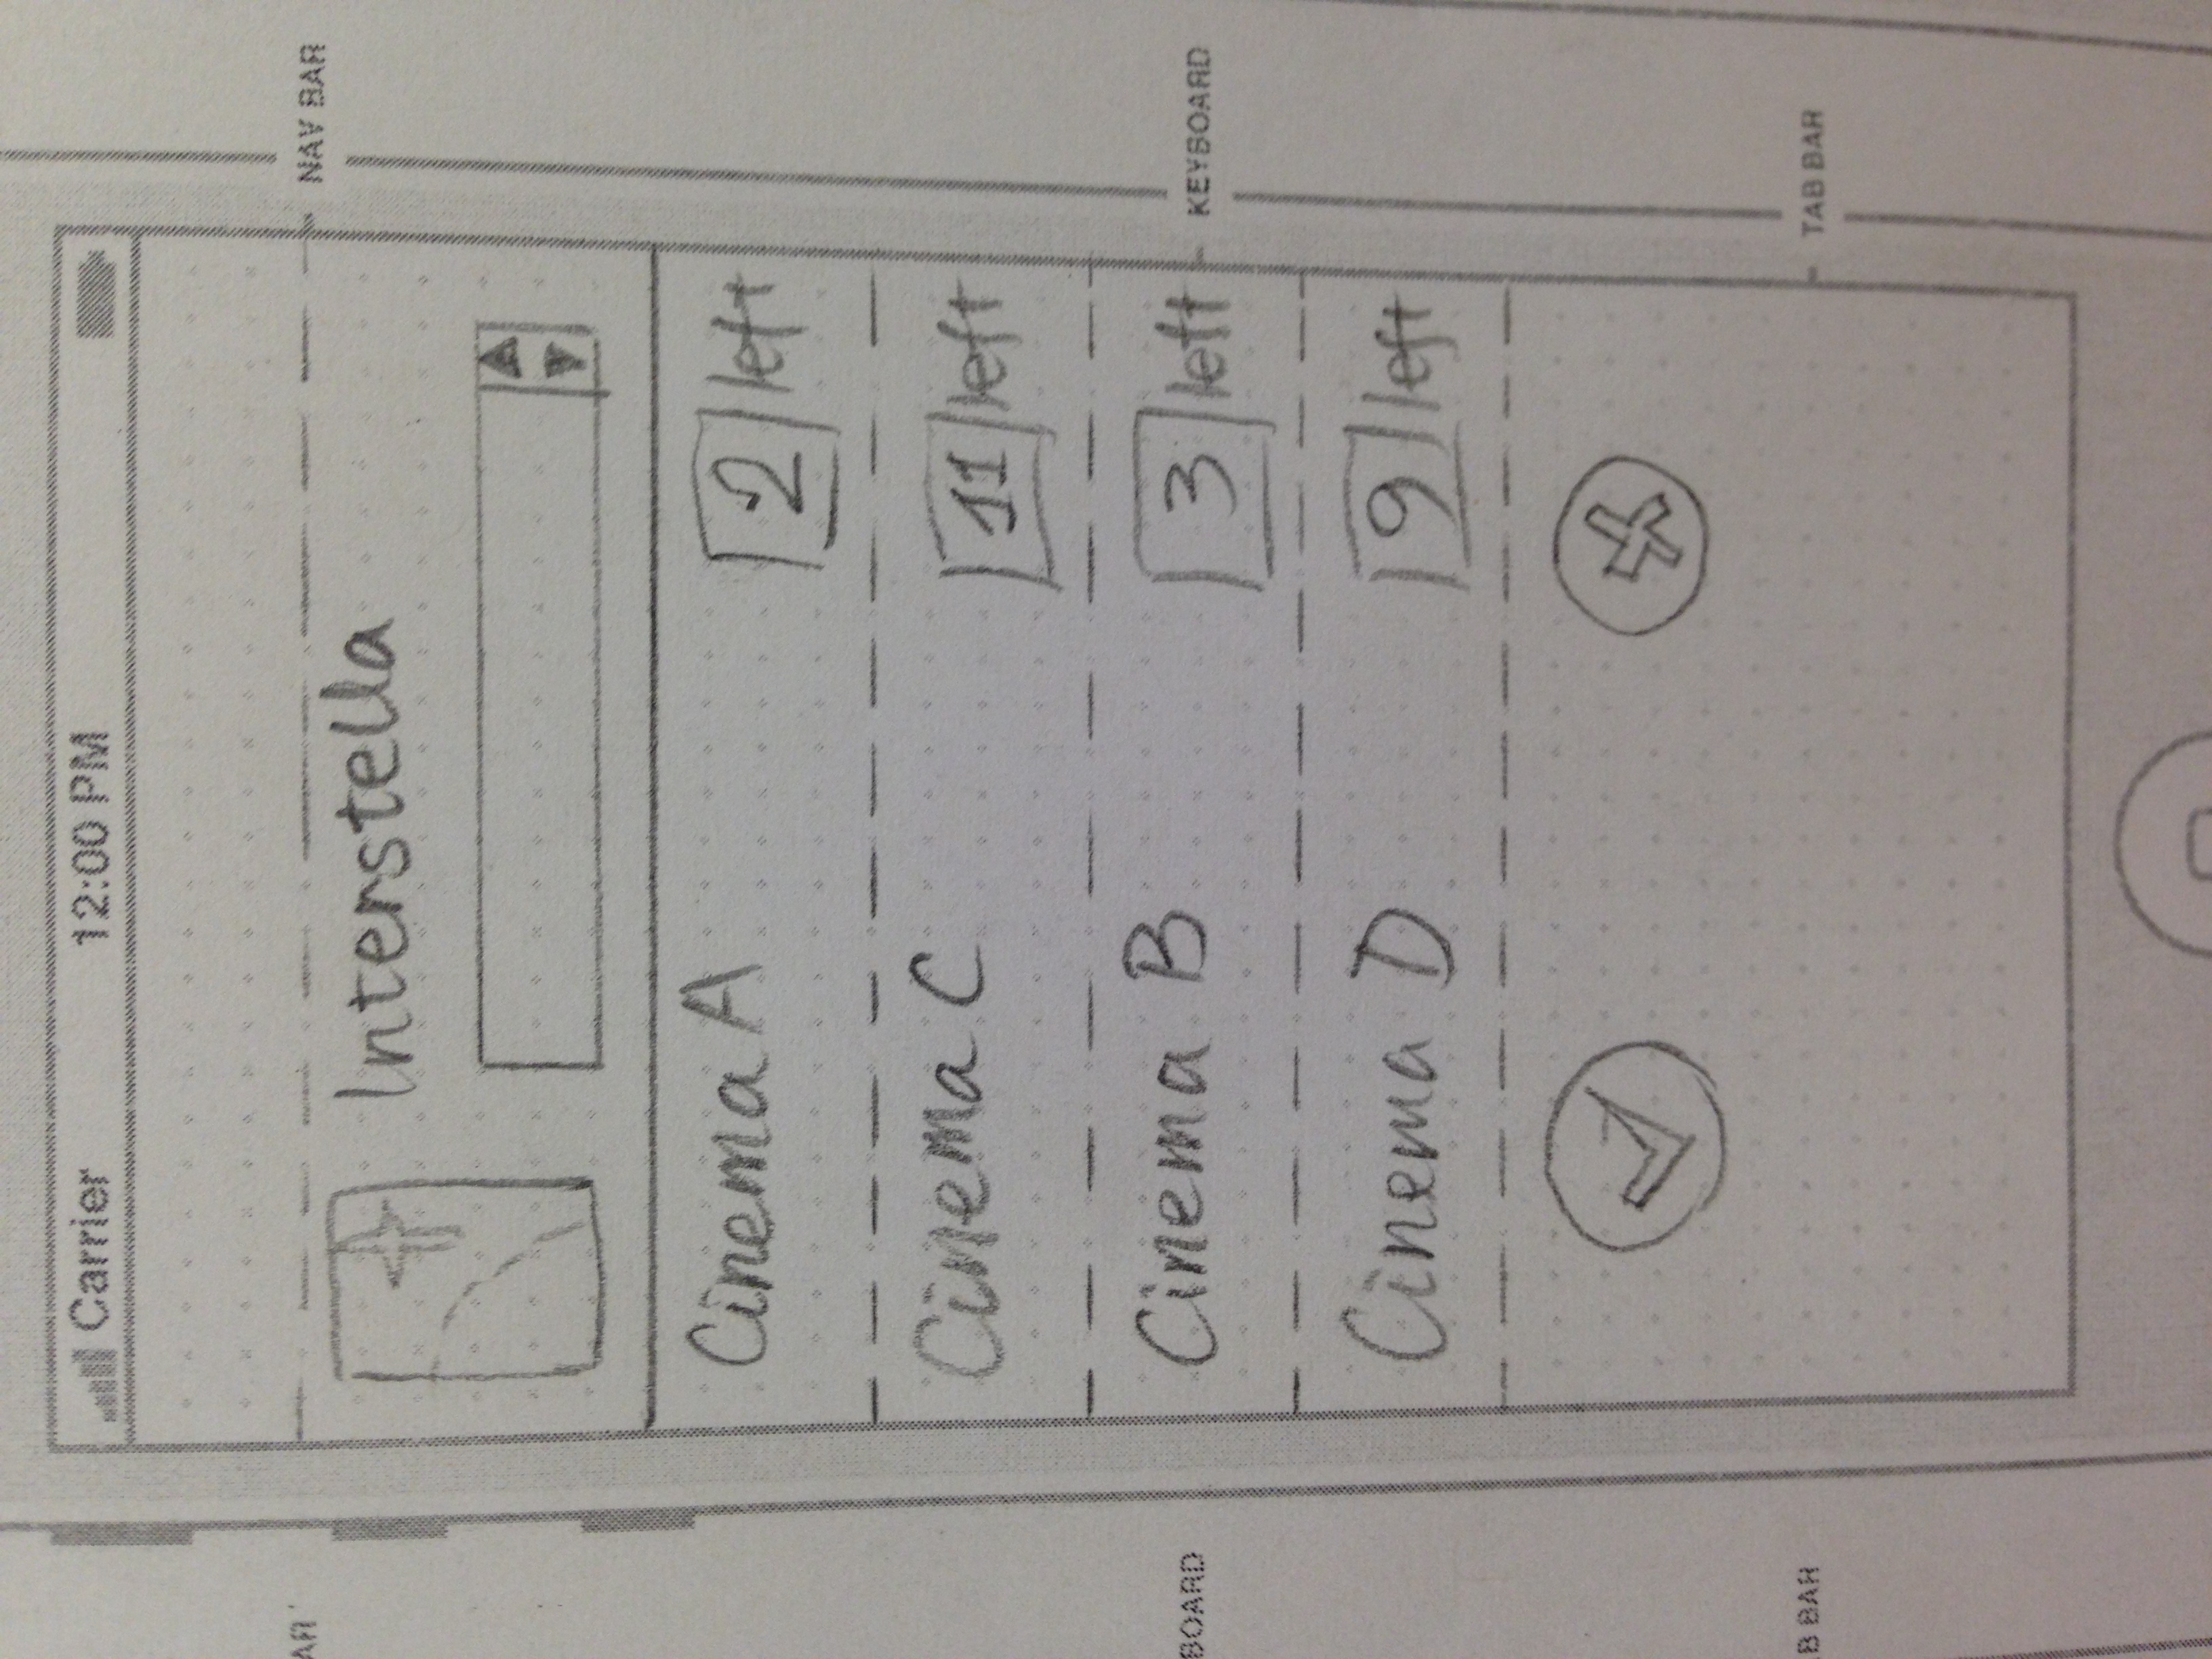 Carrier 12:00 PM
AR
NAV BAR
Interstella
Cinema A 2 left
Cinema C 11 left
Cinema B 3 left
BOARD
KEYBOARD
Cinema D 9 left
B BAR
TAB BAR